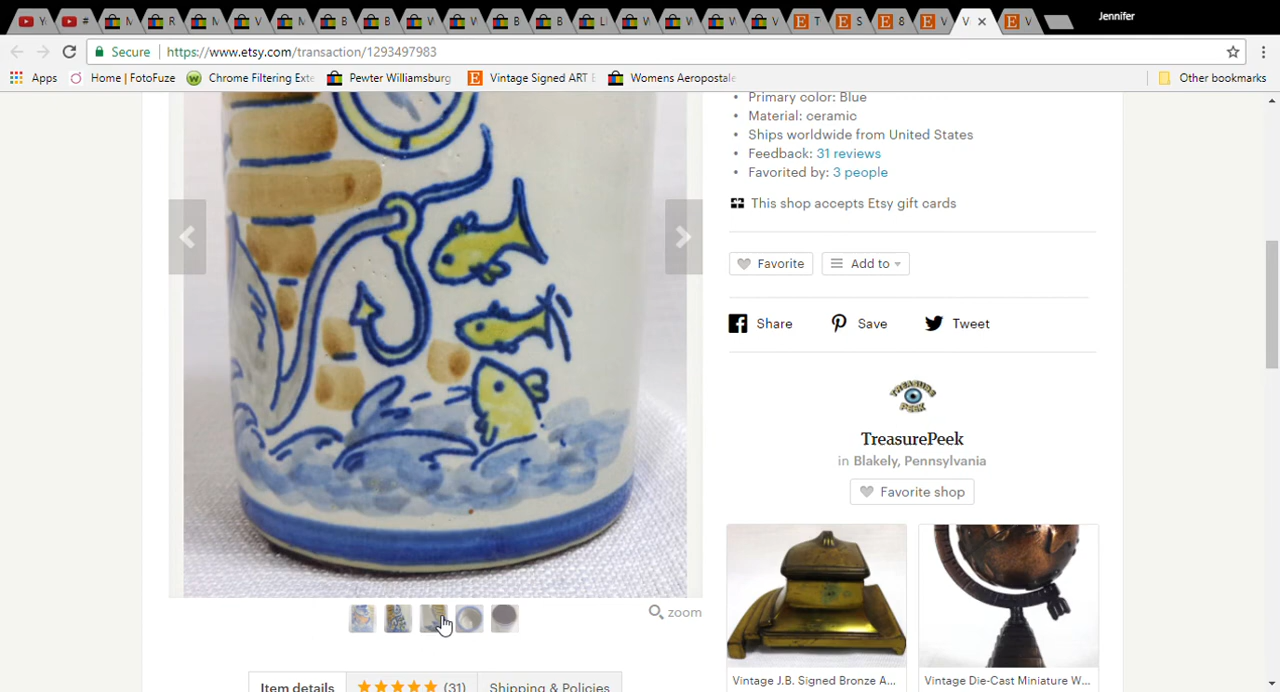 Y #
M R M V M B B W W B B L W W W V T S 8 V V V
Jennifer
Secure https://www.etsy.com/transaction/1293497983
Apps Home | FotoFuze Chrome Filtering Exte Pewter Williamsburg Vintage Signed ART Womens Aeropostale Other bookmarks
• Primary color: Blue
• Material: ceramic
• Ships worldwide from United States
• Feedback: 31 reviews
• Favorited by: 3 people
This shop accepts Etsy gift cards
Favorite Add to
Share Save Tweet
TREASURE PEEK
TreasurePeek
in Blakely, Pennsylvania
Favorite shop
zoom
Vintage J.B. Signed Bronze A... Vintage Die-Cast Miniature W...
Item details (31) Shipping & Policies